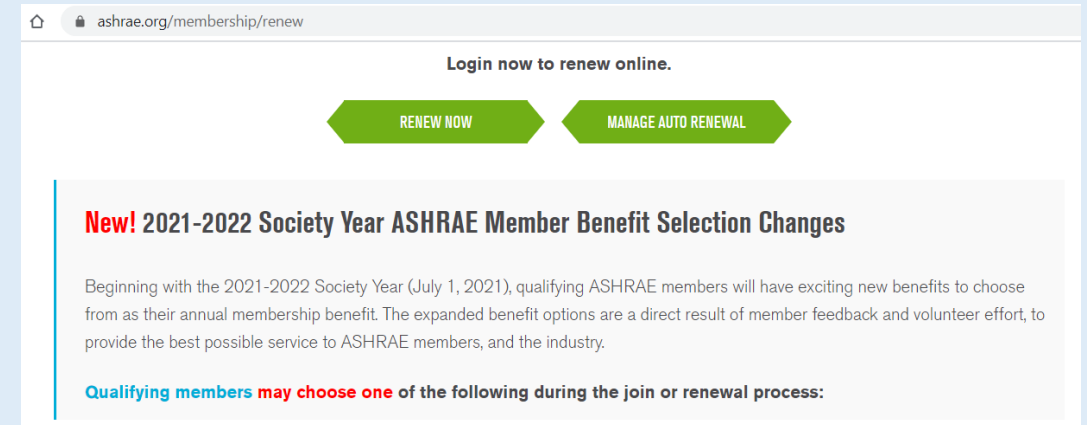 ashrae.org/membership/renew
Login now to renew online.
RENEW NOW
MANAGE AUTO RENEWAL
New! 2021-2022 Society Year ASHRAE Member Benefit Selection Changes
Beginning with the 2021-2022 Society Year (July 1, 2021), qualifying ASHRAE members will have exciting new benefits to choose
from as their annual membership benefit. The expanded benefit options are a direct result of member feedback and volunteer effort, to
provide the best possible service to ASHRAE members, and the industry.
Qualifying members may choose one of the following during the join or renewal process: